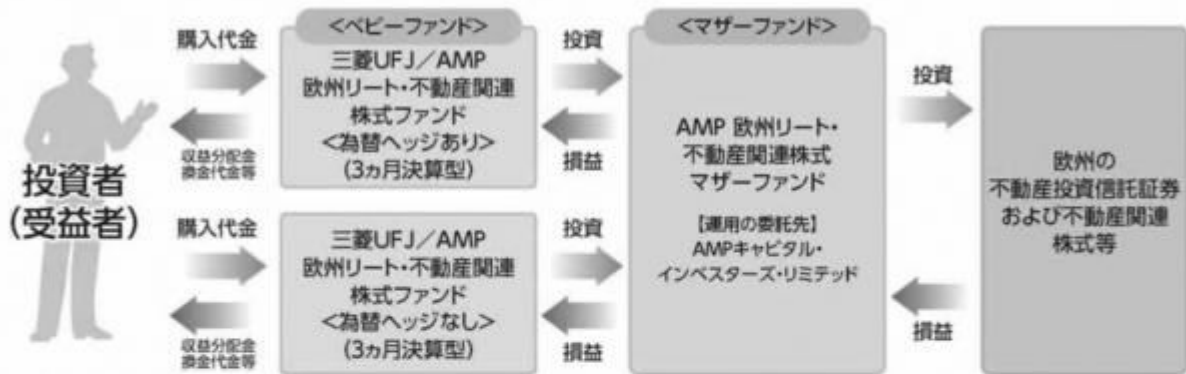 投資者
(受益者)
購入代金
収益分配金
換金代金等
<ベビーファンド>
三菱UFJ/AMP
欧州リート・不動産関連
株式ファンド
<為替ヘッジあり>
(3ヵ月決算型)
投資
損益
購入代金
収益分配金
換金代金等
三菱UFJ/AMP
欧州リート・不動産関連
株式ファンド
<為替ヘッジなし>
(3ヵ月決算型)
投資
損益
<マザーファンド>
AMP 欧州リート・
不動産関連株式
マザーファンド
【運用の委託先】
AMPキャピタル・
インベスターズ・リミテッド
投資
損益
欧州の
不動産投資信託証券
および不動産関連
株式等